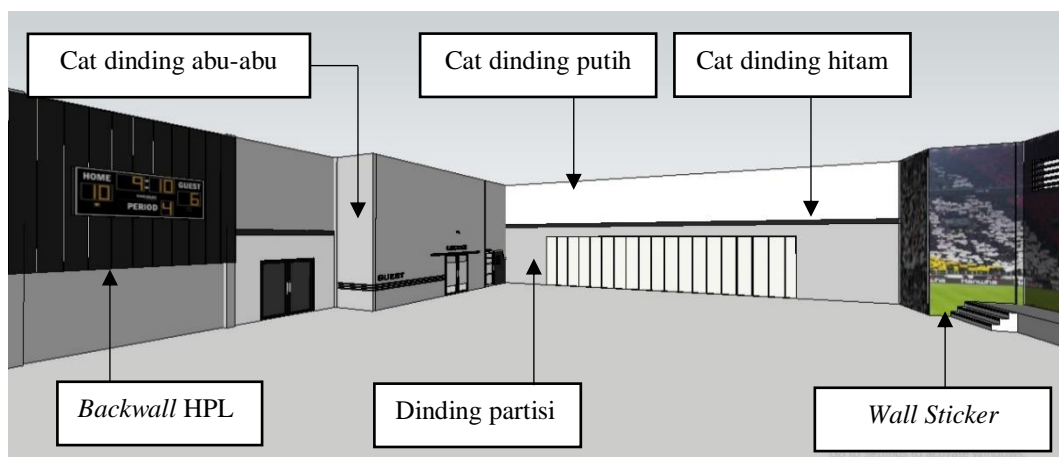 Cat dinding abu-abu
Cat dinding putih
Cat dinding hitam
HOME
9:10
GUEST
10
6
PERIOD
4
GUEST
Backwall HPL
Dinding partisi
Wall Sticker